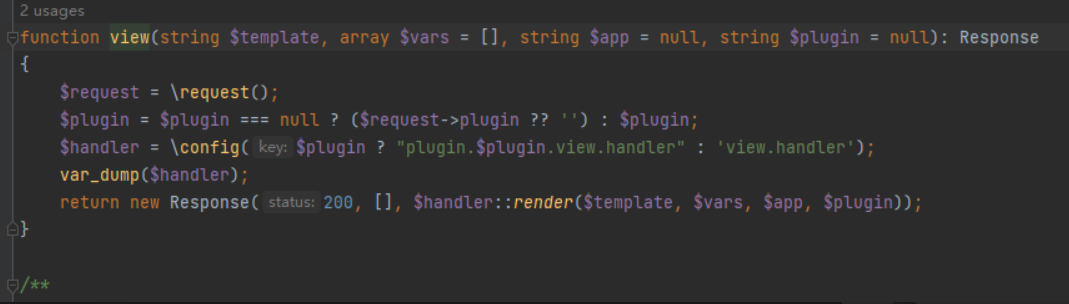 2 usages
function view(string $template, array $vars = [], string $app = null, string $plugin = null): Response
{
    $request = \request();
    $plugin = $plugin === null ? ($request->plugin ?? '') : $plugin;
    $handler = \config( key: $plugin ? "plugin.$plugin.view.handler" : 'view.handler');
    var_dump($handler);
    return new Response( status: 200, [], $handler::render($template, $vars, $app, $plugin));
}
/**